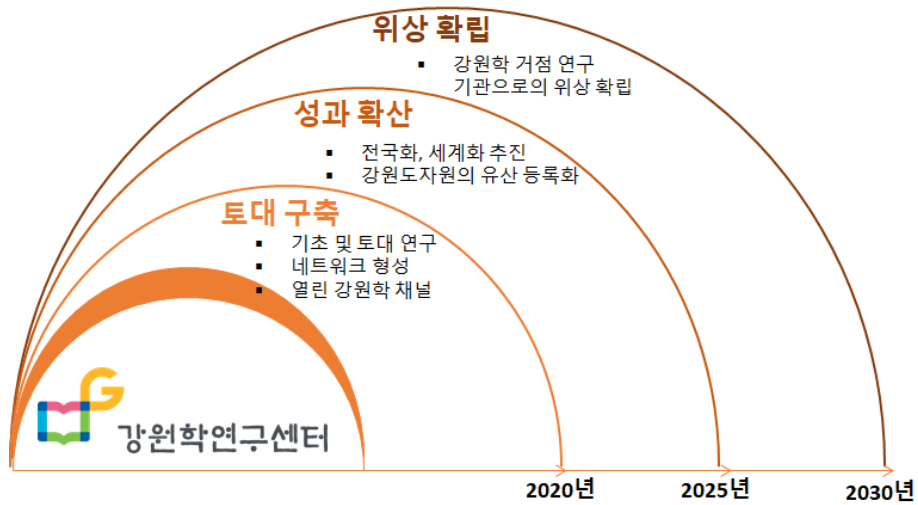 위상 확립
▪ 강원학 거점 연구
기관으로의 위상 확립
성과 확산
▪ 전국화, 세계화 추진
▪ 강원도자원의 유산 등록화
토대 구축
▪ 기초 및 토대 연구
▪ 네트워크 형성
▪ 열린 강원학 채널
G
강원학연구센터
2020년
2025년
2030년